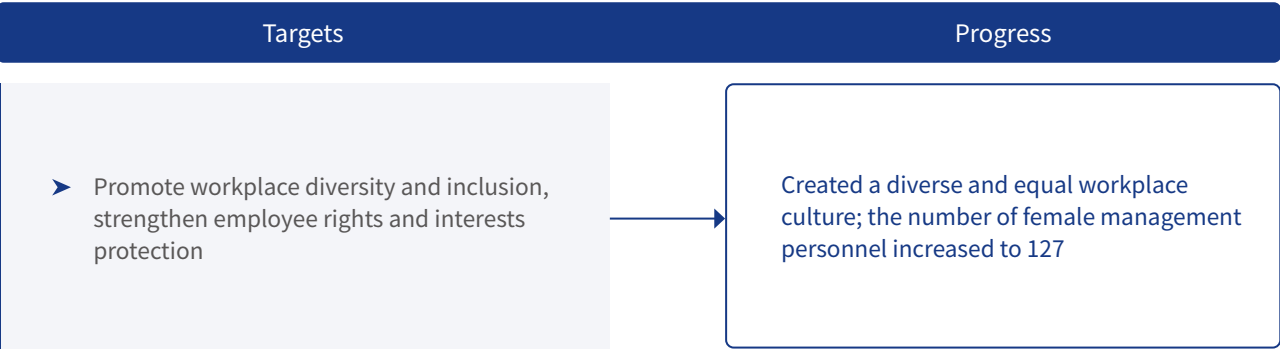 Targets
Progress
Promote workplace diversity and inclusion,
strengthen employee rights and interests
protection
Created a diverse and equal workplace
culture; the number of female management
personnel increased to 127